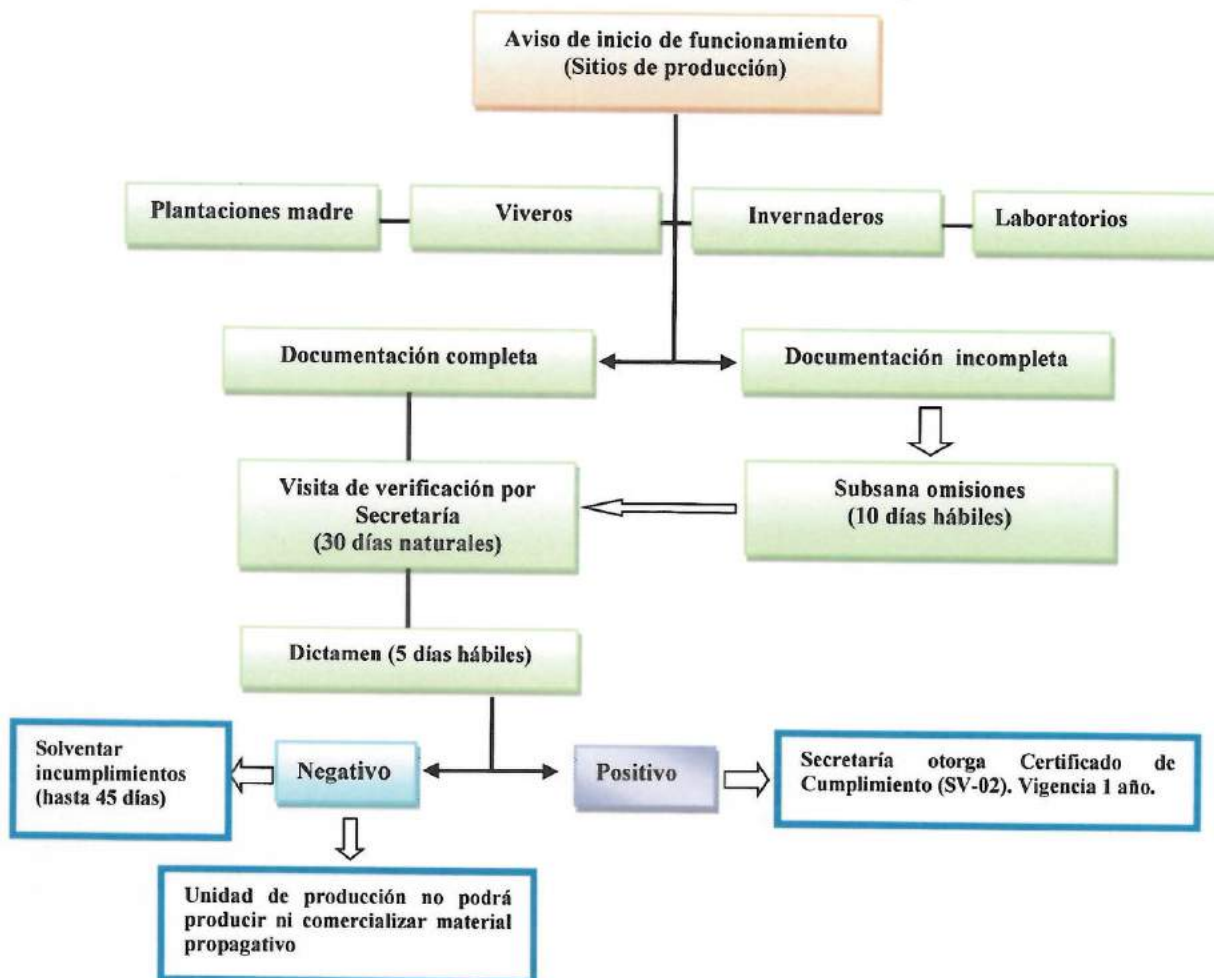 Aviso de inicio de funcionamiento
(Sitios de producción)
Plantaciones madre
Viveros
Invernaderos
Laboratorios
Documentación completa
Documentación incompleta
Visita de verificación por
Secretaría
(30 días naturales)
Subsana omisiones
(10 días hábiles)
Dictamen (5 días hábiles)
Solventar
incumplimientos
(hasta 45 días)
Negativo
Positivo
Secretaría otorga Certificado de
Cumplimiento (SV-02). Vigencia 1 año.
Unidad de producción no podrá
producir ni comercializar material
propagativo